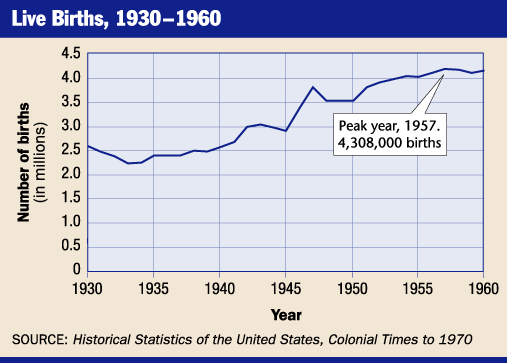 Live Births, 1930–1960
Number of births
(in millions)
4.5
4.0
3.5
3.0
2.5
2.0
1.5
1.0
0.5
0
Peak year, 1957.
4,308,000 births
1930 1935 1940 1945 1950 1955 1960
Year
SOURCE: Historical Statistics of the United States, Colonial Times to 1970